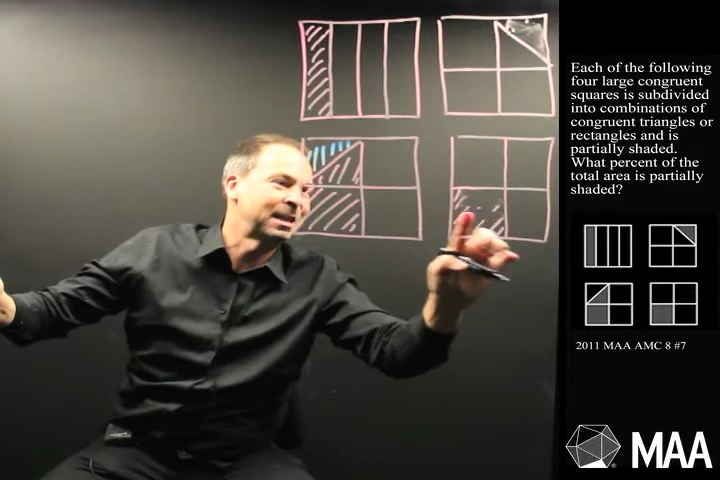 Each of the following
four large congruent
squares is subdivided
into combinations of
congruent triangles or
rectangles and is
partially shaded.
What percent of the
total area is partially
shaded?
2011 MAA AMC 8 #7
MAA